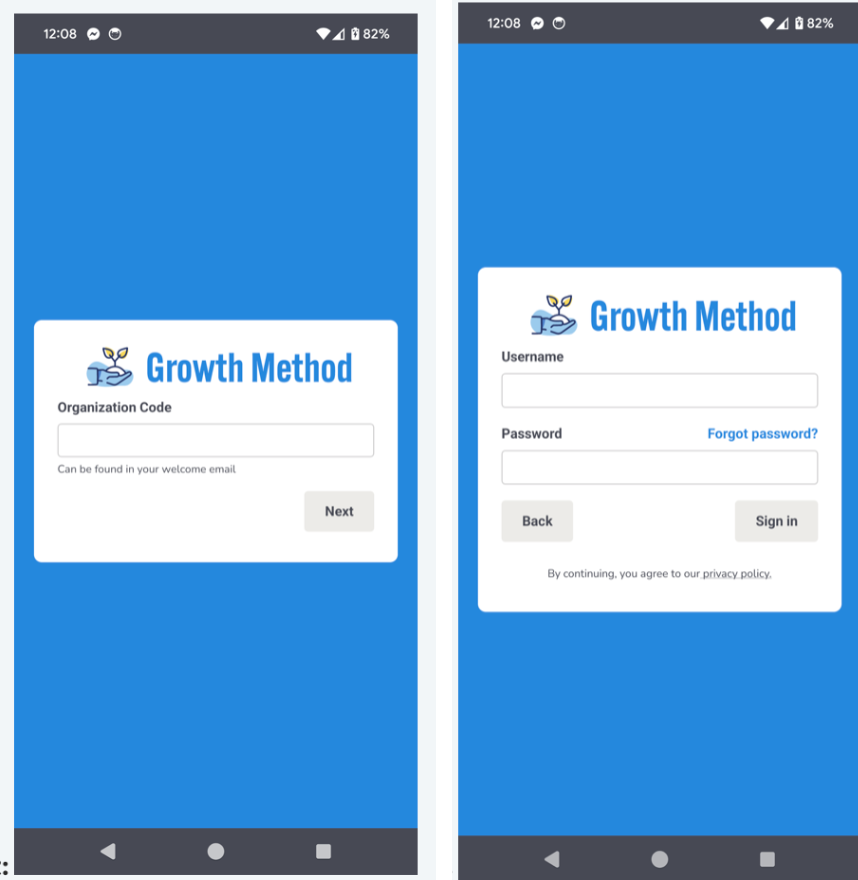 12:08 82%
Growth Method
Organization Code
Can be found in your welcome email
Next
12:08 82%
Growth Method
Username
Password Forgot password?
Back Sign in
By continuing, you agree to our privacy policy.